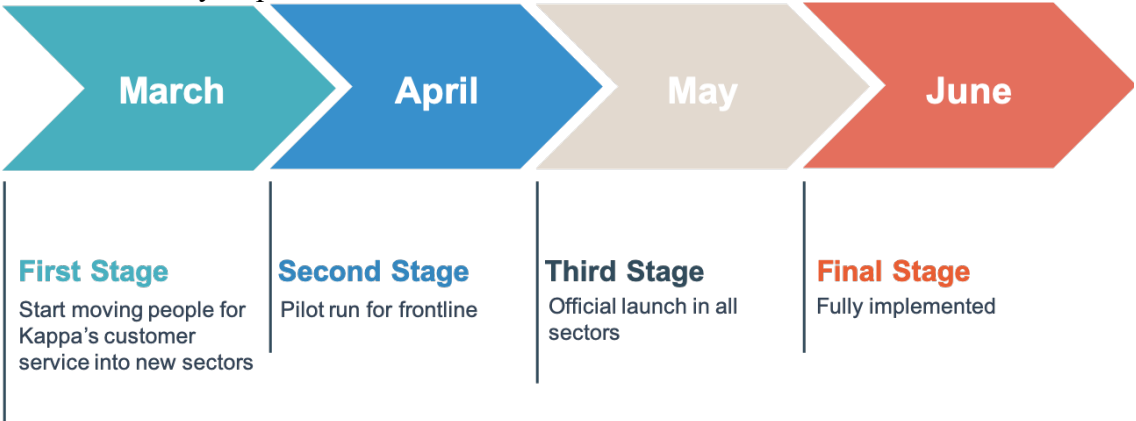 March
April
May
June
First Stage
Start moving people for
Kappa's customer
service into new sectors
Second Stage
Pilot run for frontline
Third Stage
Official launch in all
sectors
Final Stage
Fully implemented